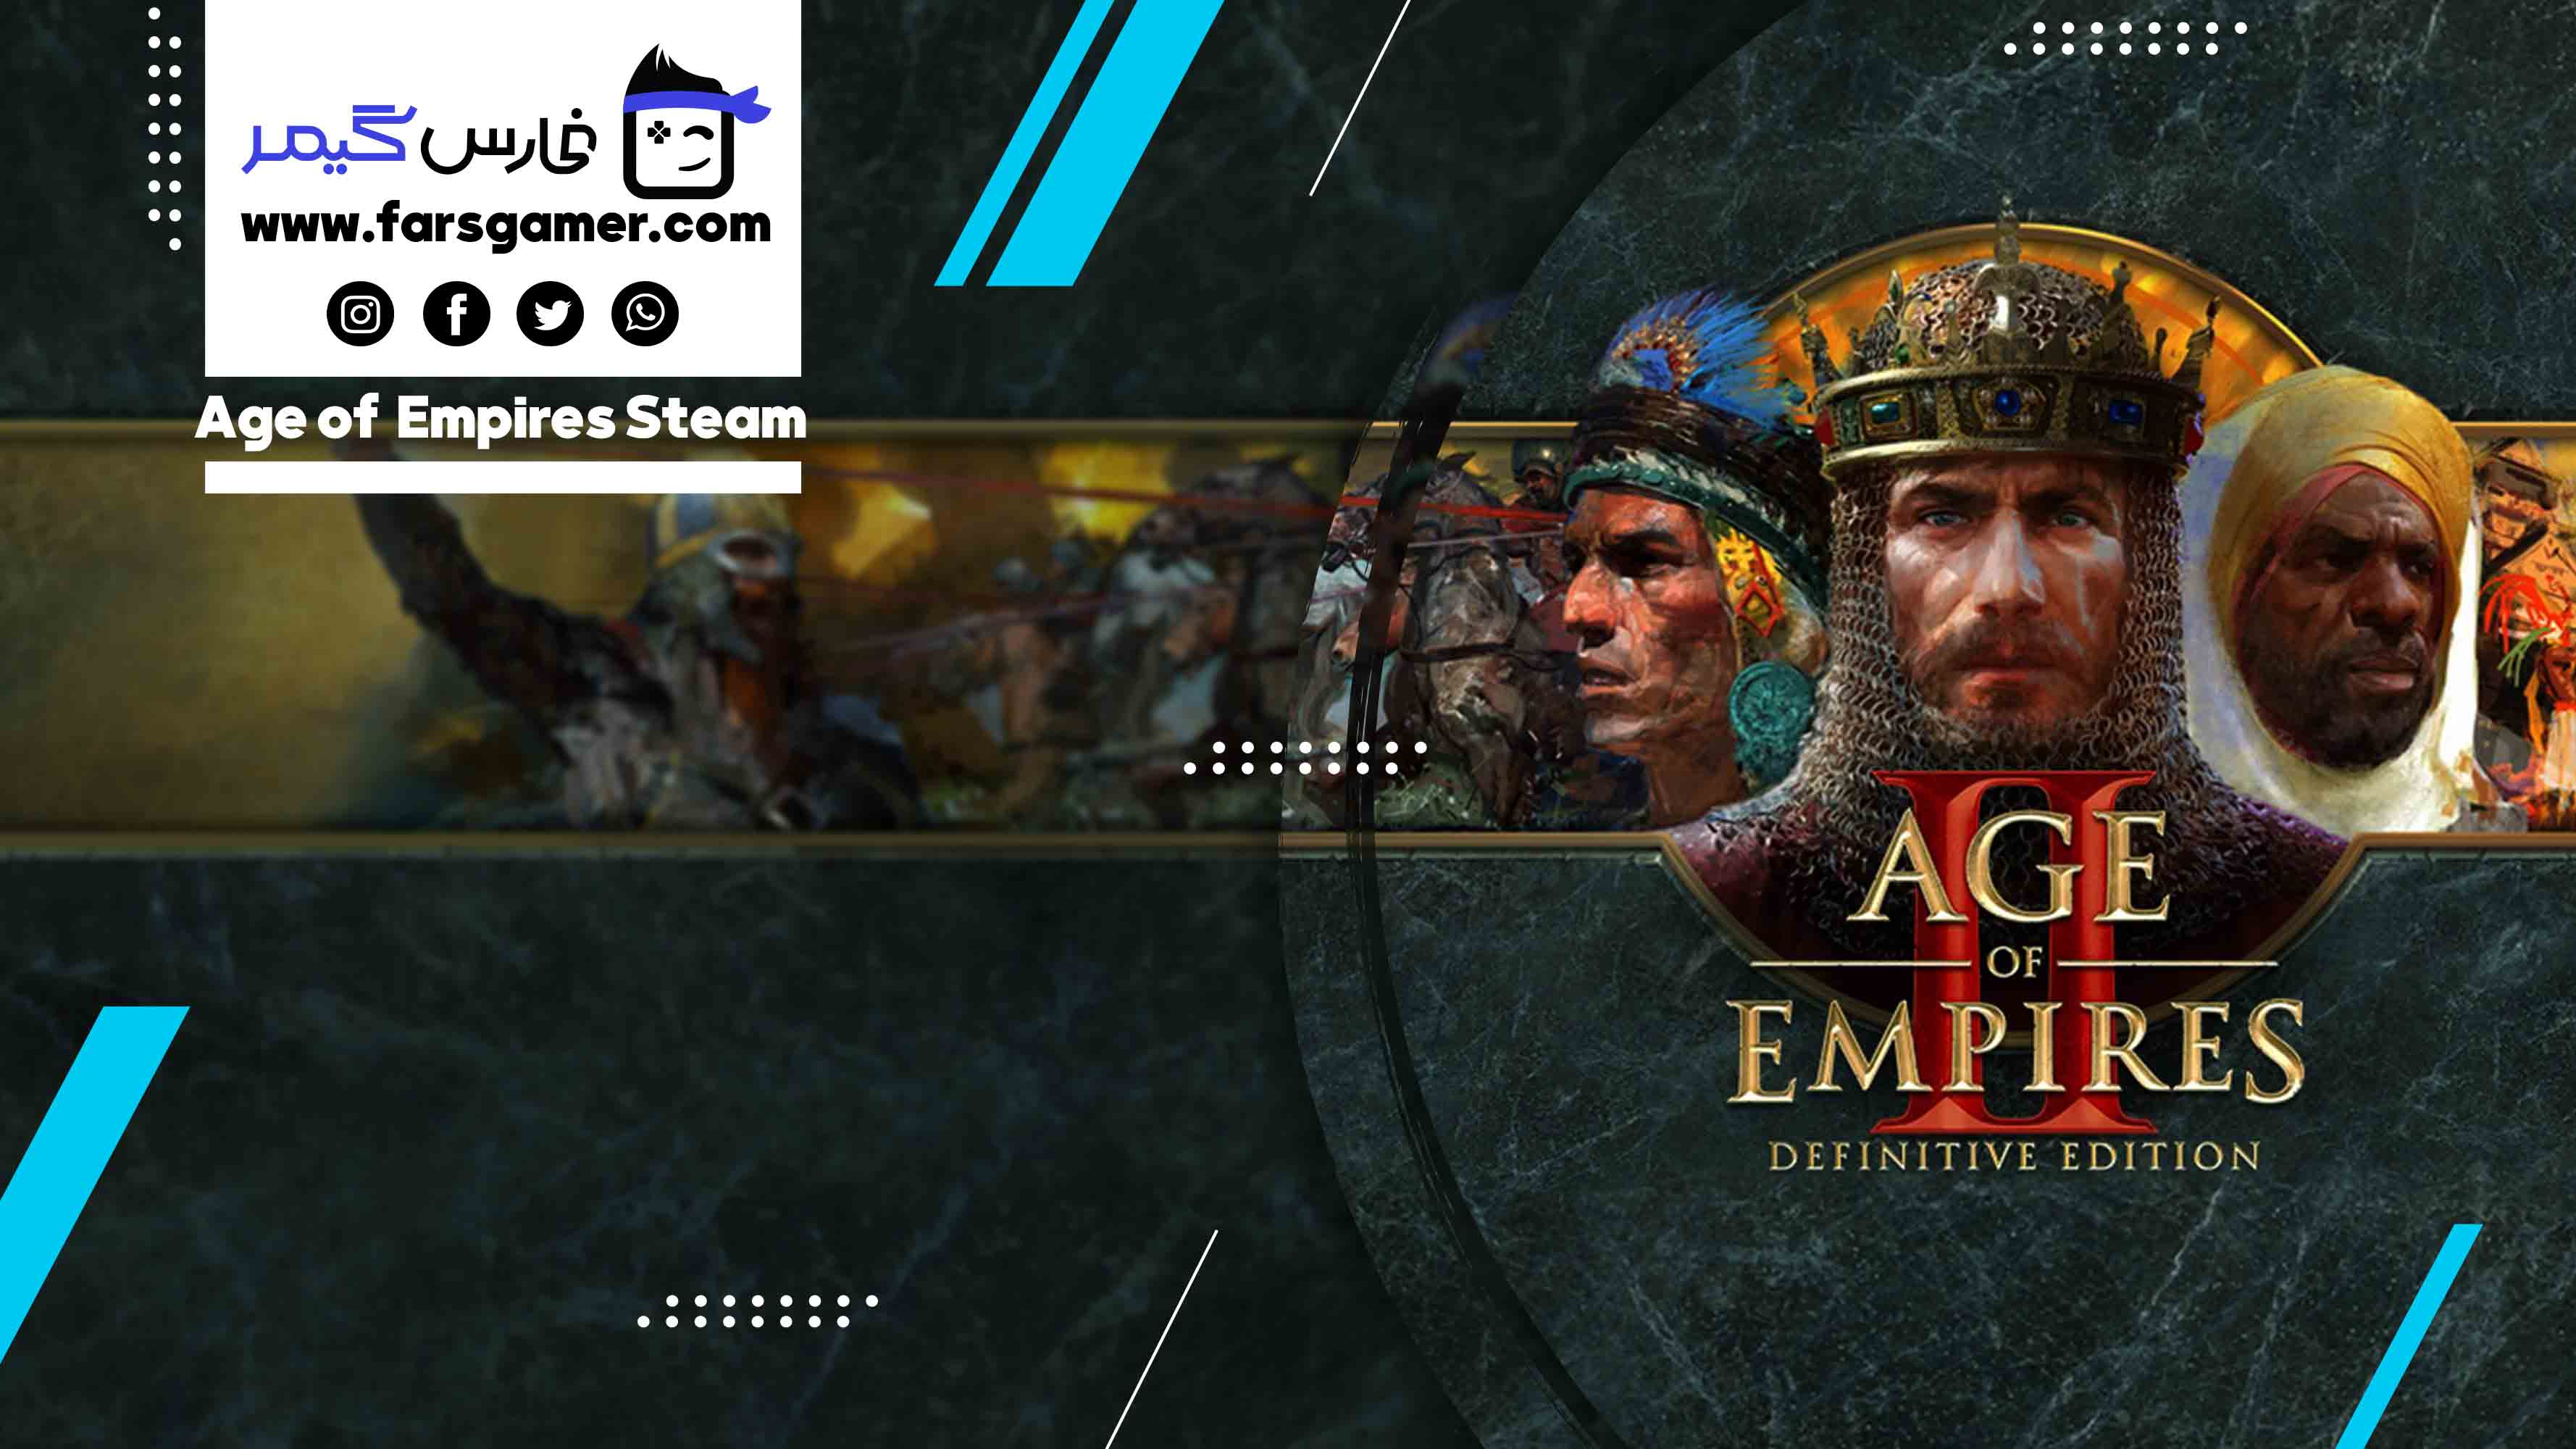 فارس گیمر
www.farsgamer.com
Age of Empires Steam
II
AGE
OF
EMPIRES
DEFINITIVE EDITION